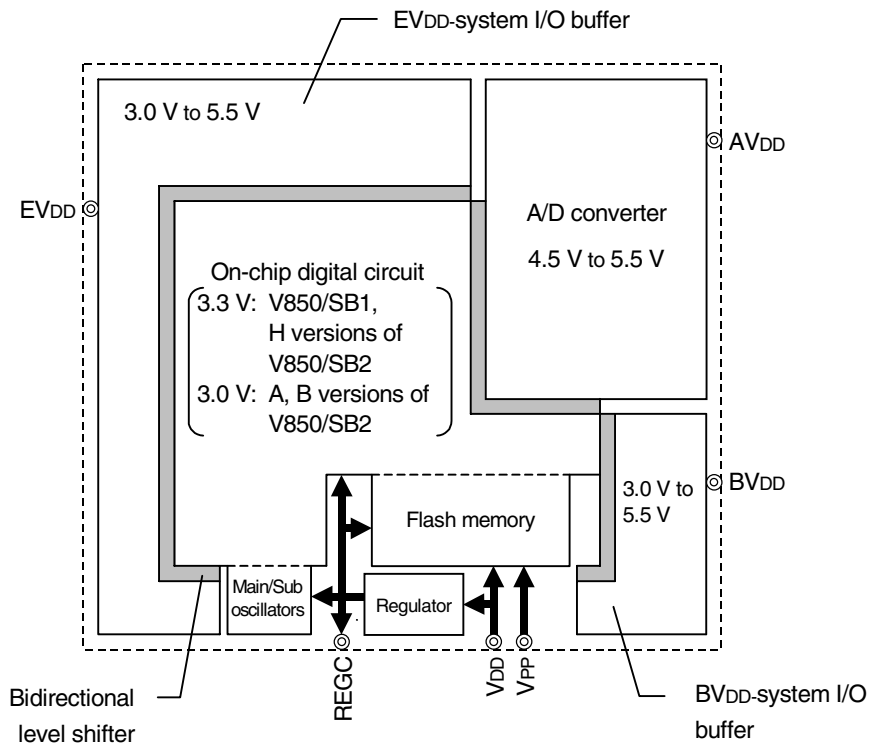 EVDD-system I/O buffer
3.0 V to 5.5 V
AVDD
EVDD
A/D converter
4.5 V to 5.5 V
On-chip digital circuit
3.3 V: V850/SB1,
H versions of
V850/SB2
3.0 V: A, B versions of
V850/SB2
BVDD
3.0 V to
5.5 V
Flash memory
Main/Sub
oscillators
Regulator
REGC
VDD
VPP
Bidirectional
level shifter
BVDD-system I/O
buffer